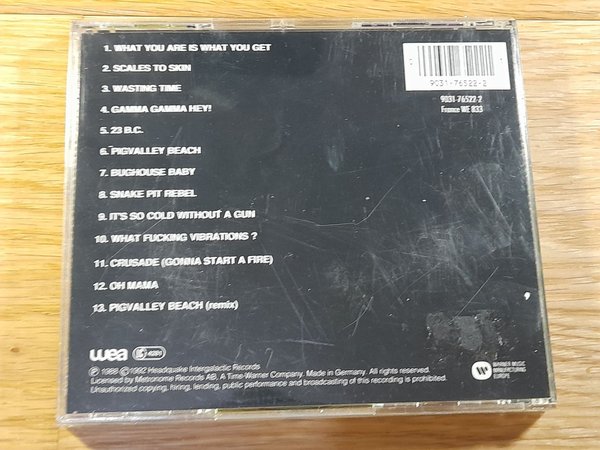 1. WHAT YOU ARE IS WHAT YOU GET
2. SCALES TO SKIN
3. WASTING TIME
4. GAMMA GAMMA HEY!
5. 23 B.C.
6. PIGVALLEY BEACH
7. BUGHOUSE BABY
8. SNAKE PIT REBEL
9. IT'S SO COLD WITHOUT A GUN
10. WHAT FUCKING VIBRATIONS ?
11. CRUSADE (GONNA START A FIRE)
12. OH MAMA
13. PIGVALLEY BEACH (remix)
9031-76522-2
9031-76522-2
France WE 833
wea
LC 4281
℗ 1988 © 1992 Headquake Intergalactic Records
Licensed by Metronome Records AB, A Time-Warner Company. Made in Germany. All rights reserved.
Unauthorized copying, hiring, lending, public performance and broadcasting of this recording is prohibited.
WARNER MUSIC
MANUFACTURING
EUROPE